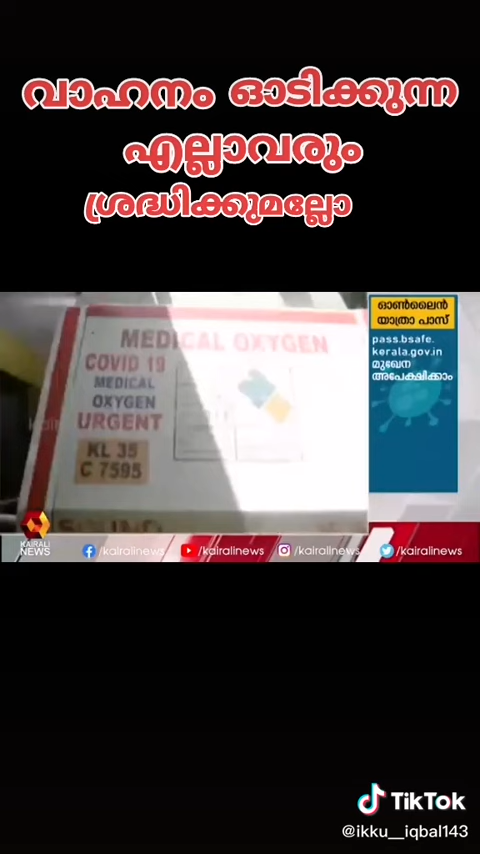 വാഹനം ഓടിക്കുന്ന
എല്ലാവരും
ശ്രദ്ധിക്കുമല്ലോ
ഓൺലൈൻ
യാത്രാ പാസ്
pass.bsafe.
kerala.gov.in
മുഖേന
അപേക്ഷിക്കാം
MEDICAL OXYGEN
COVID 19
MEDICAL
OXYGEN
URGENT
KL 35
C 7595
KAIRALI
NEWS
/kairalinews
/kairalinews
/kairalinews
/kairalinews
TikTok
@ikku__iqbal143